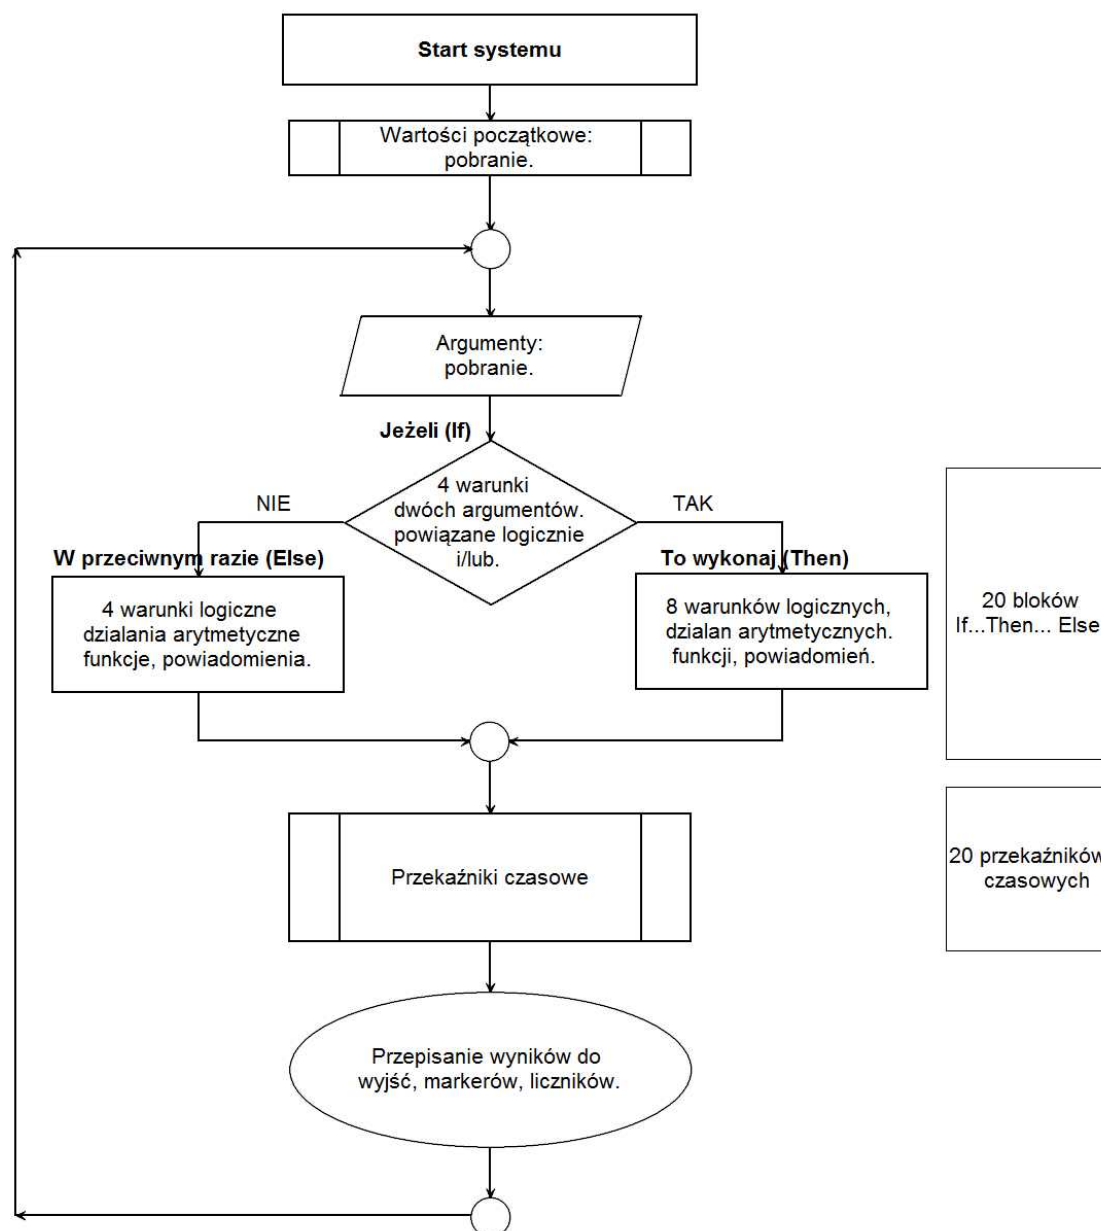 Start systemu
Wartości początkowe:
pobranie.
Argumenty:
pobranie.
Jeżeli (If)
4 warunki
dwóch argumentów.
powiązane logicznie
i/lub.
NIE
TAK
W przeciwnym razie (Else)
4 warunki logiczne
dzialania arytmetyczne
funkcje, powiadomienia.
To wykonaj (Then)
8 warunków logicznych,
dzialan arytmetycznych.
funkcji, powiadomień.
20 bloków
If...Then... Else
Przekaźniki czasowe
20 przekaźników
czasowych
Przepisanie wyników do
wyjść, markerów, liczników.